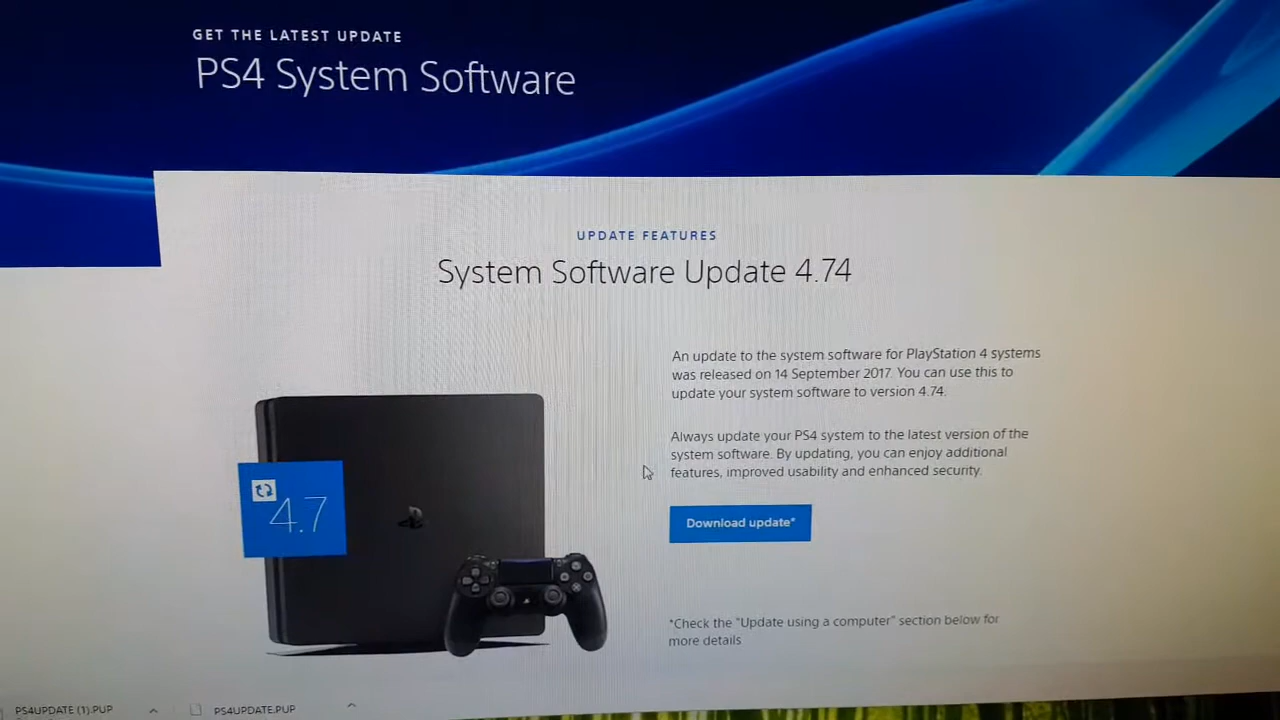 GET THE LATEST UPDATE
PS4 System Software
UPDATE FEATURES
System Software Update 4.74
An update to the system software for PlayStation 4 systems
was released on 14 September 2017. You can use this to
update your system software to version 4.74.
Always update your PS4 system to the latest version of the
system software. By updating, you can enjoy additional
features, improved usability and enhanced security.
4.7
Download update*
*Check the "Update using a computer" section below for
more details
PS4UPDATE (1).PUP
PS4UPDATE.PUP